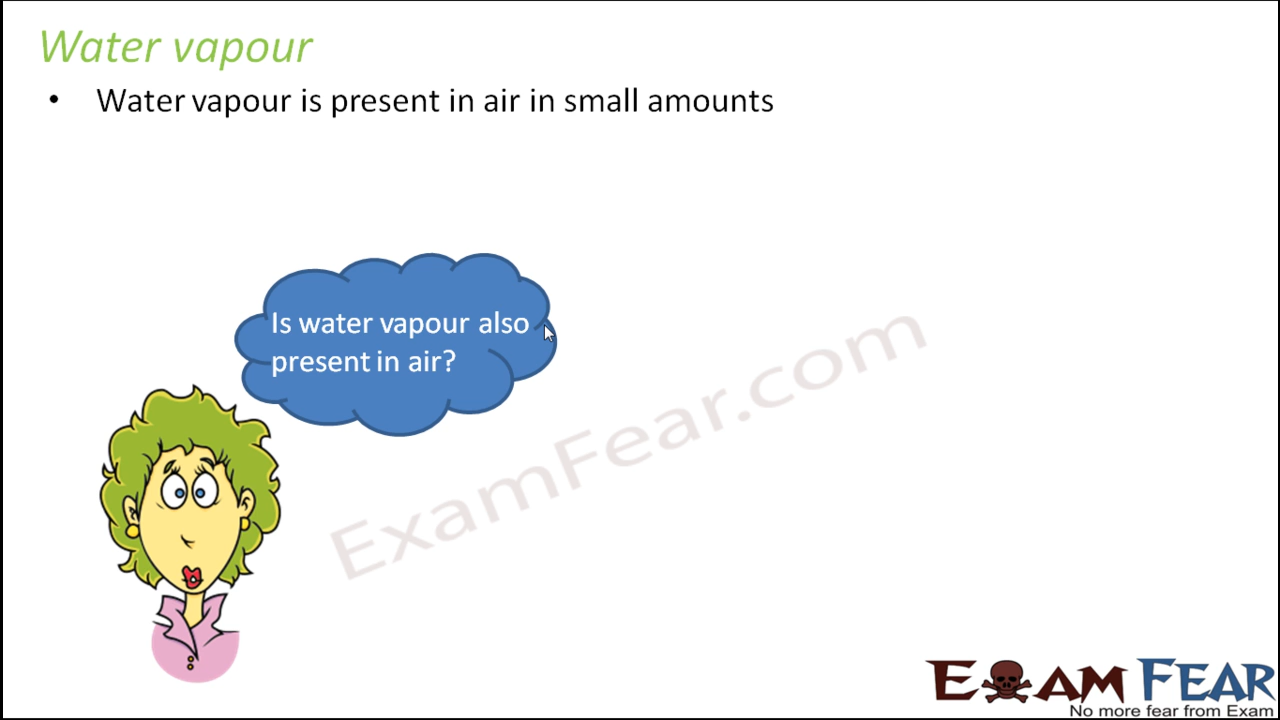 Water vapour
• Water vapour is present in air in small amounts
Is water vapour also
present in air?
ExamFear.com
EXAM FEAR
No more fear from Exam